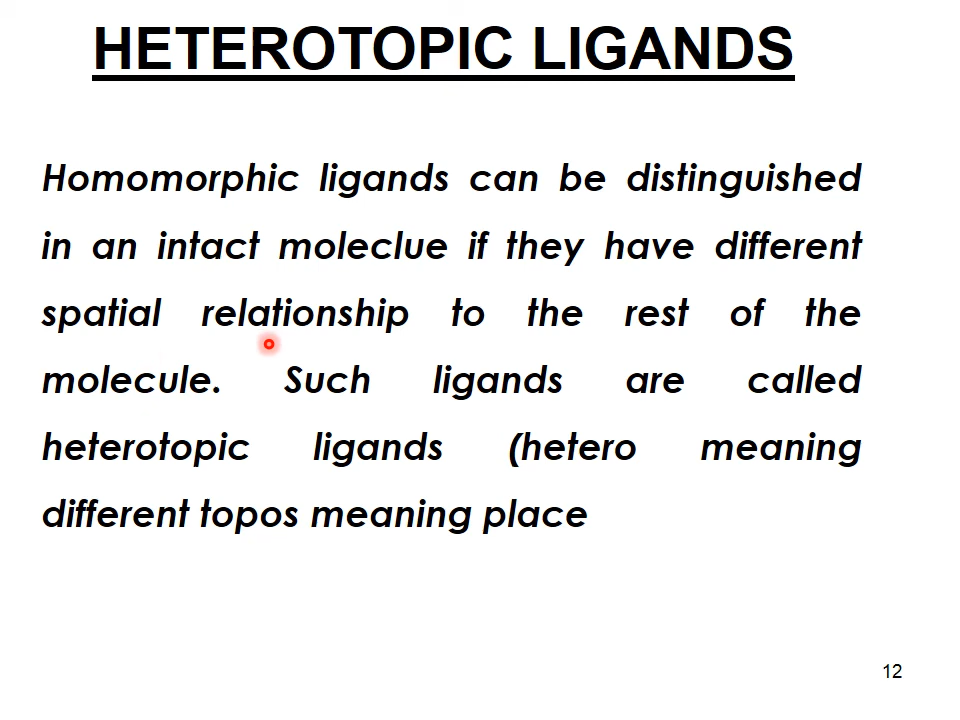 HETEROTOPIC LIGANDS
Homomorphic ligands can be distinguished
in an intact moleclue if they have different
spatial relationship to the rest of the
molecule. Such ligands are called
heterotopic ligands (hetero meaning
different topos meaning place
12